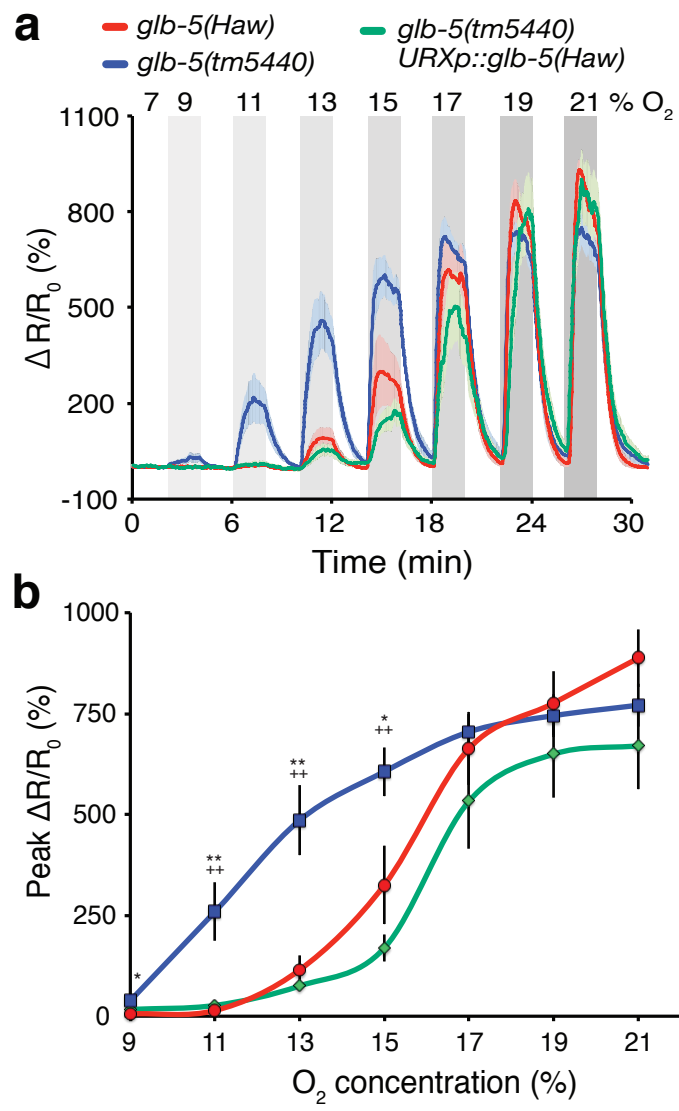 a
glb-5(Haw)
glb-5(tm5440)
glb-5(tm5440)
URXp::glb-5(Haw)
7 9 11 13 15 17 19 21 % O2
1100
800
500
200
-100
Δ R/R0 (%)
0 6 12 18 24 30
Time (min)
b
1000
750
500
250
0
Peak ΔR/R0 (%)
*
**
++
**
++
*
++
9 11 13 15 17 19 21
O2 concentration (%)